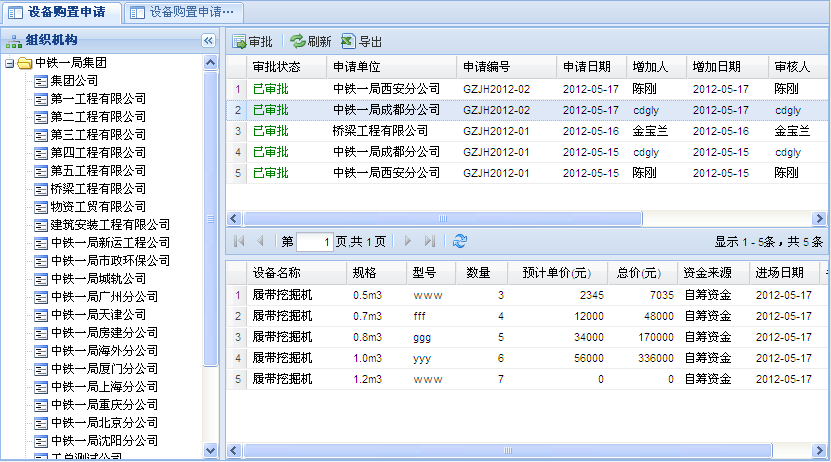 设备购置申请 设备购置申请…
组织机构
中铁一局集团
集团公司
第一工程有限公司
第二工程有限公司
第三工程有限公司
第四工程有限公司
第五工程有限公司
桥梁工程有限公司
物资工贸有限公司
建筑安装工程有限公司
中铁一局新运工程公司
中铁一局市政环保公司
中铁一局城轨公司
中铁一局广州分公司
中铁一局天津公司
中铁一局房建分公司
中铁一局海外分公司
中铁一局厦门分公司
中铁一局上海分公司
中铁一局重庆分公司
中铁一局北京分公司
中铁一局沈阳分公司
审批 刷新 导出
审批状态 申请单位 申请编号 申请日期 增加人 增加日期 审核人
1 已审批 中铁一局西安分公司 GZJH2012-02 2012-05-17 陈刚 2012-05-17 陈刚
2 已审批 中铁一局成都分公司 GZJH2012-02 2012-05-17 cdgly 2012-05-17 cdgly
3 已审批 桥梁工程有限公司 GZJH2012-01 2012-05-16 金宝兰 2012-05-16 金宝兰
4 已审批 中铁一局成都分公司 GZJH2012-01 2012-05-15 cdgly 2012-05-15 cdgly
5 已审批 中铁一局西安分公司 GZJH2012-01 2012-05-15 陈刚 2012-05-15 陈刚
第 1 页,共 1 页 显示 1 - 5条，共 5 条
设备名称 规格 型号 数量 预计单价(元) 总价(元) 资金来源 进场日期
1 履带挖掘机 0.5m3 www 3 2345 7035 自筹资金 2012-05-17
2 履带挖掘机 0.7m3 fff 4 12000 48000 自筹资金 2012-05-17
3 履带挖掘机 0.8m3 ggg 5 34000 170000 自筹资金 2012-05-17
4 履带挖掘机 1.0m3 yyy 6 56000 336000 自筹资金 2012-05-17
5 履带挖掘机 1.2m3 www 7 0 0 自筹资金 2012-05-17